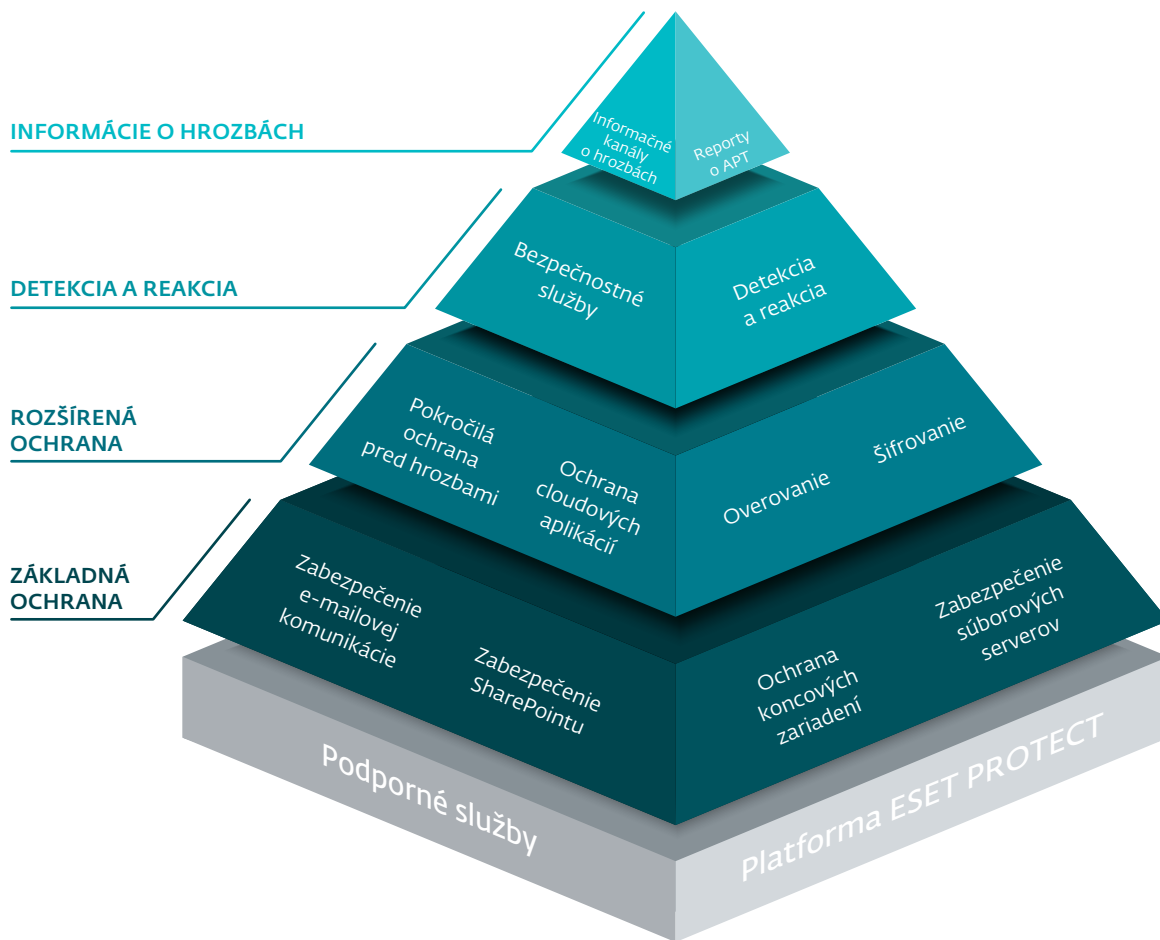 INFORMÁCIE O HROZBÁCH
Informačné
kanály
o hrozbách
Reporty
o APT
DETEKCIA A REAKCIA
Bezpečnostné
služby
Detekcia
a reakcia
ROZŠÍRENÁ
OCHRANA
Pokročilá
ochrana
pred hrozbami
Ochrana
cloudových
aplikácií
Overovanie
Šifrovanie
ZÁKLADNÁ
OCHRANA
Zabezpečenie
e-mailovej
komunikácie
Zabezpečenie
SharePointu
Ochrana
koncových
zariadení
Zabezpečenie
súborových
serverov
Podporné služby
Platforma ESET PROTECT